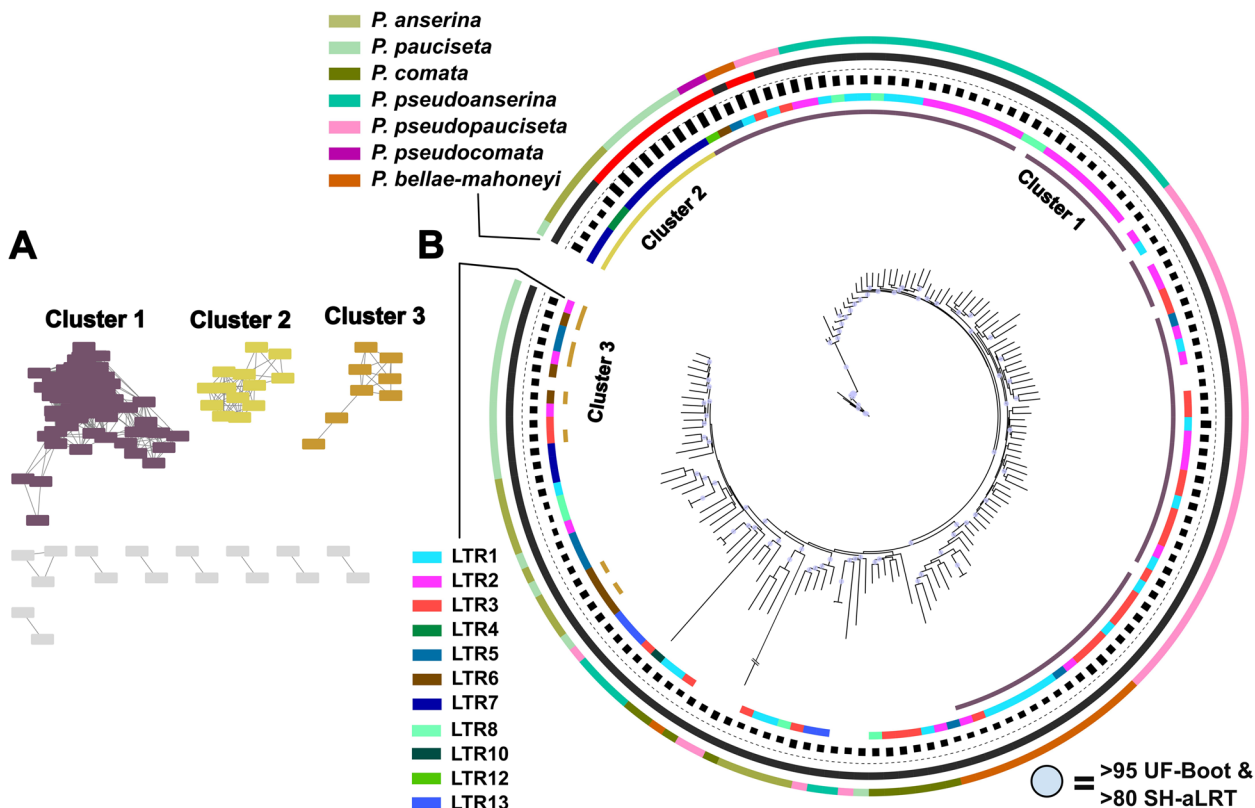 P. anserina
P. pauciseta
P. comata
P. pseudoanserina
P. pseudopauciseta
P. pseudocomata
P. bellae-mahoneyi
A
Cluster 1
Cluster 2
Cluster 3
B
Cluster 2
Cluster 1
Cluster 3
LTR1
LTR2
LTR3
LTR4
LTR5
LTR6
LTR7
LTR8
LTR10
LTR12
LTR13
= >95 UF-Boot &
>80 SH-aLRT